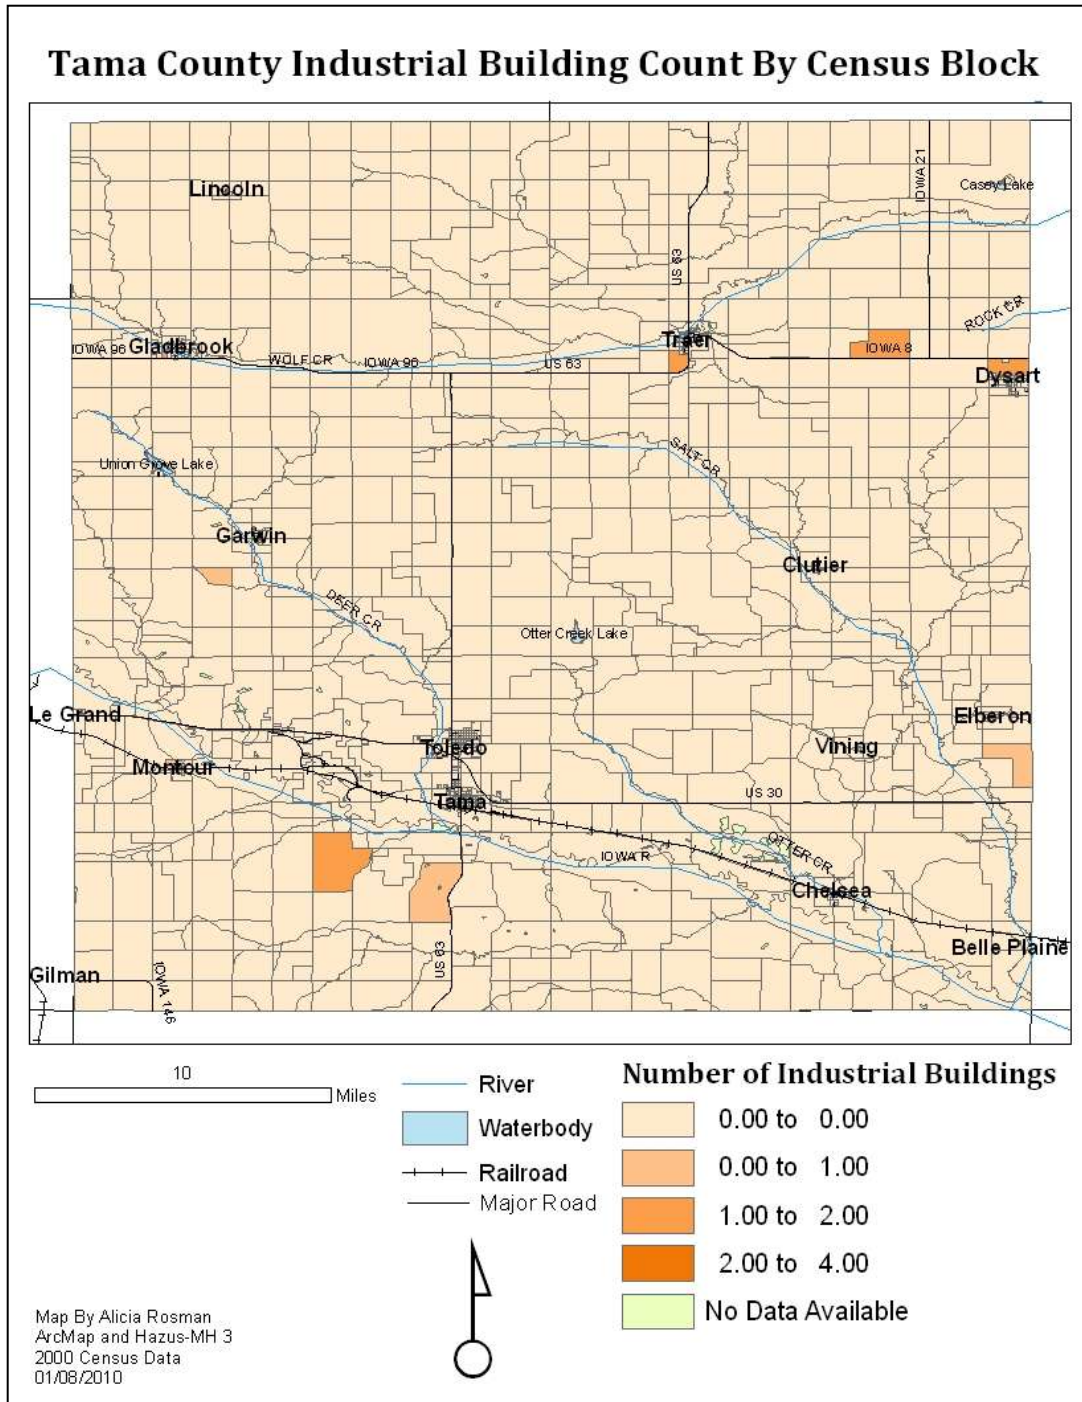 Tama County Industrial Building Count By Census Block
Lincoln
IOWA 21
Casey Lake
US 63
ROCK CR
IOWA 96
Gladbrook
WOLF CR
IOWA 96
US 63
Traer
IOWA 8
Dysart
SALT CR
Union Grove Lake
Garwin
Clutier
DEER CR
Otter Creek Lake
Le Grand
Elberon
Toledo
Vining
Montour
Tama
US 30
IOWA R
OTTER CR
Chelsea
US 63
Belle Plaine
Gilman
IOWA 146
10
Miles
River
Waterbody
Railroad
Major Road
Number of Industrial Buildings
0.00 to 0.00
0.00 to 1.00
1.00 to 2.00
2.00 to 4.00
No Data Available
Map By Alicia Rosman
ArcMap and Hazus-MH 3
2000 Census Data
01/08/2010